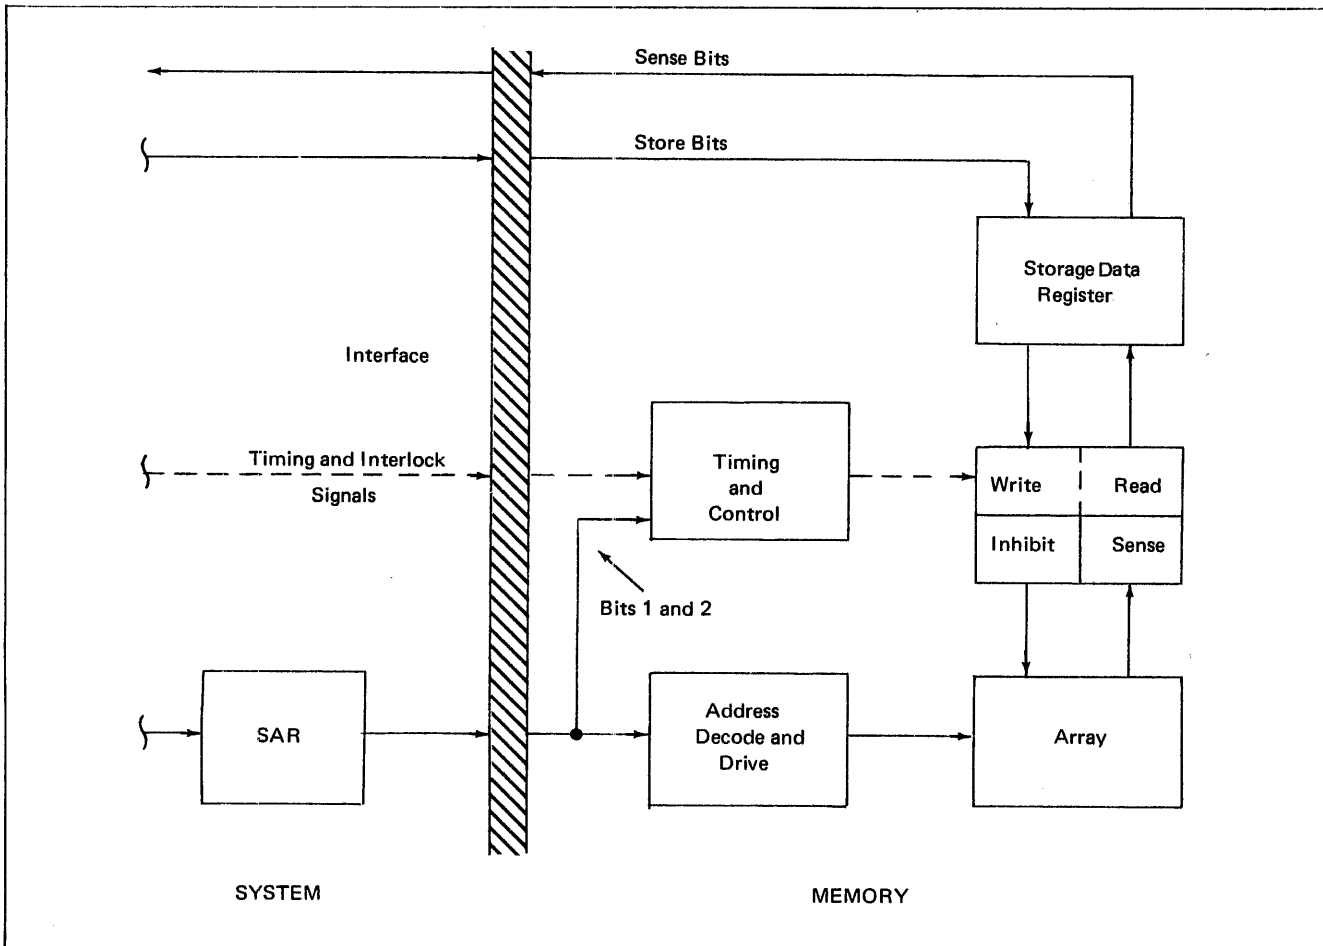 Sense Bits
Store Bits
Storage Data
Register
Interface
Timing and Interlock
Signals
Timing
and
Control
Write
Read
Inhibit
Sense
Bits 1 and 2
SAR
Address
Decode and
Drive
Array
SYSTEM
MEMORY